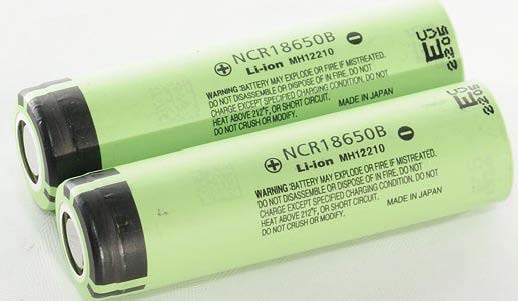 NCR18650B
Li-ion MH12210
WARNING:BATTERY MAY EXPLODE OR FIRE IF MISTREATED.
DO NOT DISASSEMBLE OR DISPOSE OF IN FIRE. DO NOT
CHARGE EXCEPT SPECIFIED CHARGING CONDITION. DO NOT
HEAT ABOVE 212°F, OR SHORT CIRCUIT.
DO NOT CRUSH OR MODIFY.
MADE IN JAPAN
2205
NCR18650B
Li-ion MH12210
WARNING:BATTERY MAY EXPLODE OR FIRE IF MISTREATED.
DO NOT DISASSEMBLE OR DISPOSE OF IN FIRE. DO NOT
CHARGE EXCEPT SPECIFIED CHARGING CONDITION. DO NOT
HEAT ABOVE 212°F, OR SHORT CIRCUIT.
DO NOT CRUSH OR MODIFY.
MADE IN JAPAN
2205